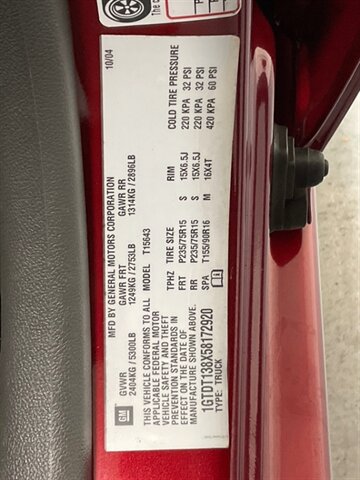 The c
MFD BY GENERAL MOTORS CORPORATION 10/04
GVWR GAWR FRT GAWR RR
2404KG / 5300LB 1249KG / 2753LB 1314KG / 2896LB
GM
THIS VEHICLE CONFORMS TO ALL MODEL T15643
APPLICABLE FEDERAL MOTOR
VEHICLE SAFETY AND THEFT
PREVENTION STANDARDS IN
EFFECT ON THE DATE OF
MANUFACTURE SHOWN ABOVE.
1GTDT138X58172920
TYPE: TRUCK
TPHZ TIRE SIZE RIM COLD TIRE PRESSURE
FRT P235/75R15 S 15X6.5J 220 KPA 32 PSI
RR P235/75R15 S 15X6.5J 220 KPA 32 PSI
SPA T155/90R16 M 16X4T 420 KPA 60 PSI